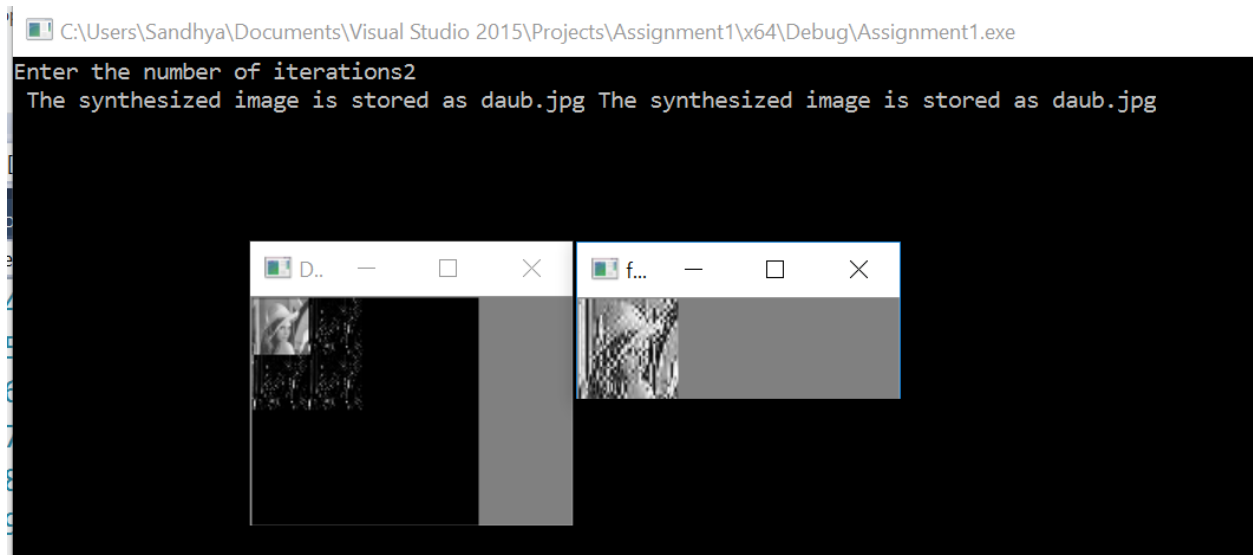 C:\Users\Sandhya\Documents\Visual Studio 2015\Projects\Assignment1\x64\Debug\Assignment1.exe
Enter the number of iterations2
The synthesized image is stored as daub.jpg The synthesized image is stored as daub.jpg
D.. f...